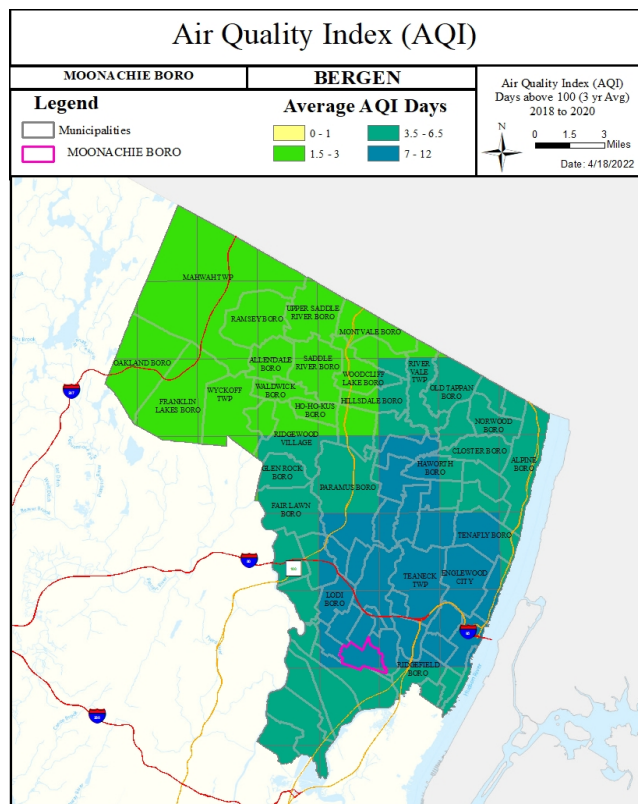 Air Quality Index (AQI)
MOONACHIE BORO
BERGEN
Legend
Municipalities
MOONACHIE BORO
Average AQI Days
0 - 1
3.5 - 6.5
1.5 - 3
7 - 12
Air Quality Index (AQI)
Days above 100 (3 yr Avg)
2018 to 2020
N
0 1.5 3
Miles
Date: 4/18/2022
MAHWAH TWP
UPPER SADDLE
RIVER BORO
RAMSEY BORO
MONTVALE BORO
OAKLAND BORO
ALLENDALE
BORO
SADDLE
RIVER BORO
RIVER
VALE
TWP
WOODCLIFF
LAKE BORO
OLD TAPPAN
BORO
WYCKOFF
TWP
WALDWICK
BORO
FRANKLIN
LAKES BORO
HILLSDALE BORO
HO-HO-KUS
BORO
NORWOOD
BORO
RIDGEWOOD
VILLAGE
CLOSTER BORO
ALPINE
BORO
GLEN ROCK
BORO
HAWORTH
BORO
PARAMUS BORO
FAIR LAWN
BORO
TENAFLY BORO
TEANECK
TWP
ENGLEWOOD
CITY
LODI
BORO
RIDGEFIELD
BORO